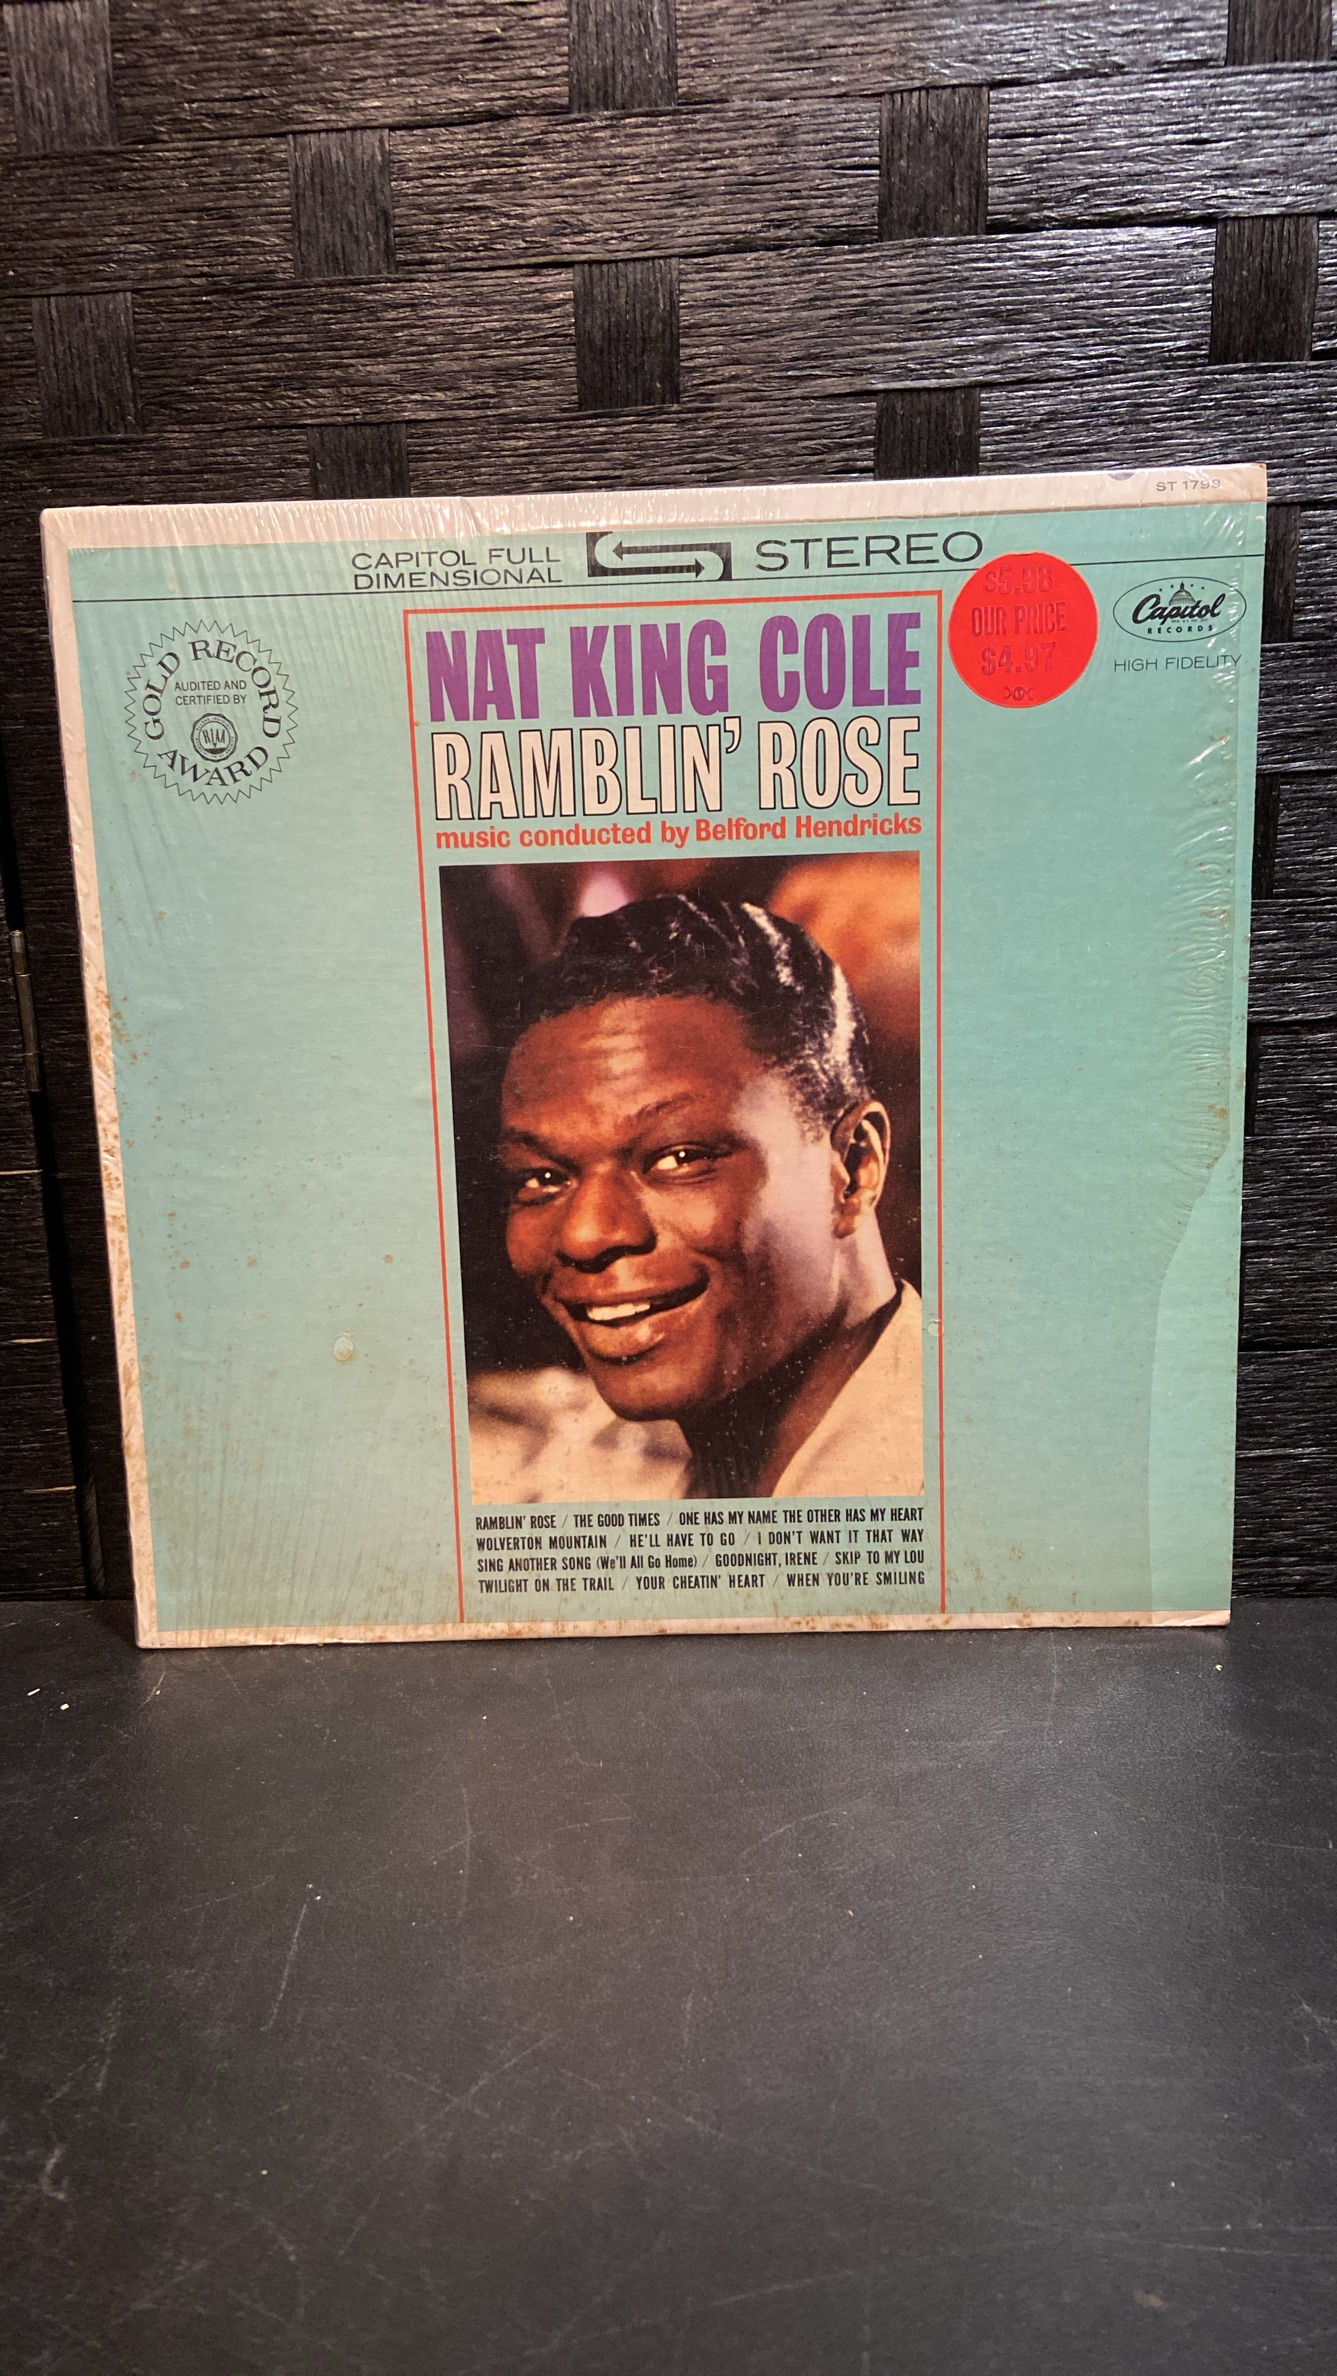 ST 1793
CAPITOL FULL
DIMENSIONAL
STEREO
$5.98
OUR PRICE
$4.97
Capitol
RECORDS
HIGH FIDELITY
GOLD RECORD
AUDITED AND
CERTIFIED BY
RIAA
AWARD
NAT KING COLE
RAMBLIN' ROSE
music conducted by Belford Hendricks
RAMBLIN' ROSE / THE GOOD TIMES / ONE HAS MY NAME THE OTHER HAS MY HEART
WOLVERTON MOUNTAIN / HE'LL HAVE TO GO / I DON'T WANT IT THAT WAY
SING ANOTHER SONG (We'll All Go Home) / GOODNIGHT, IRENE / SKIP TO MY LOU
TWILIGHT ON THE TRAIL / YOUR CHEATIN' HEART / WHEN YOU'RE SMILING